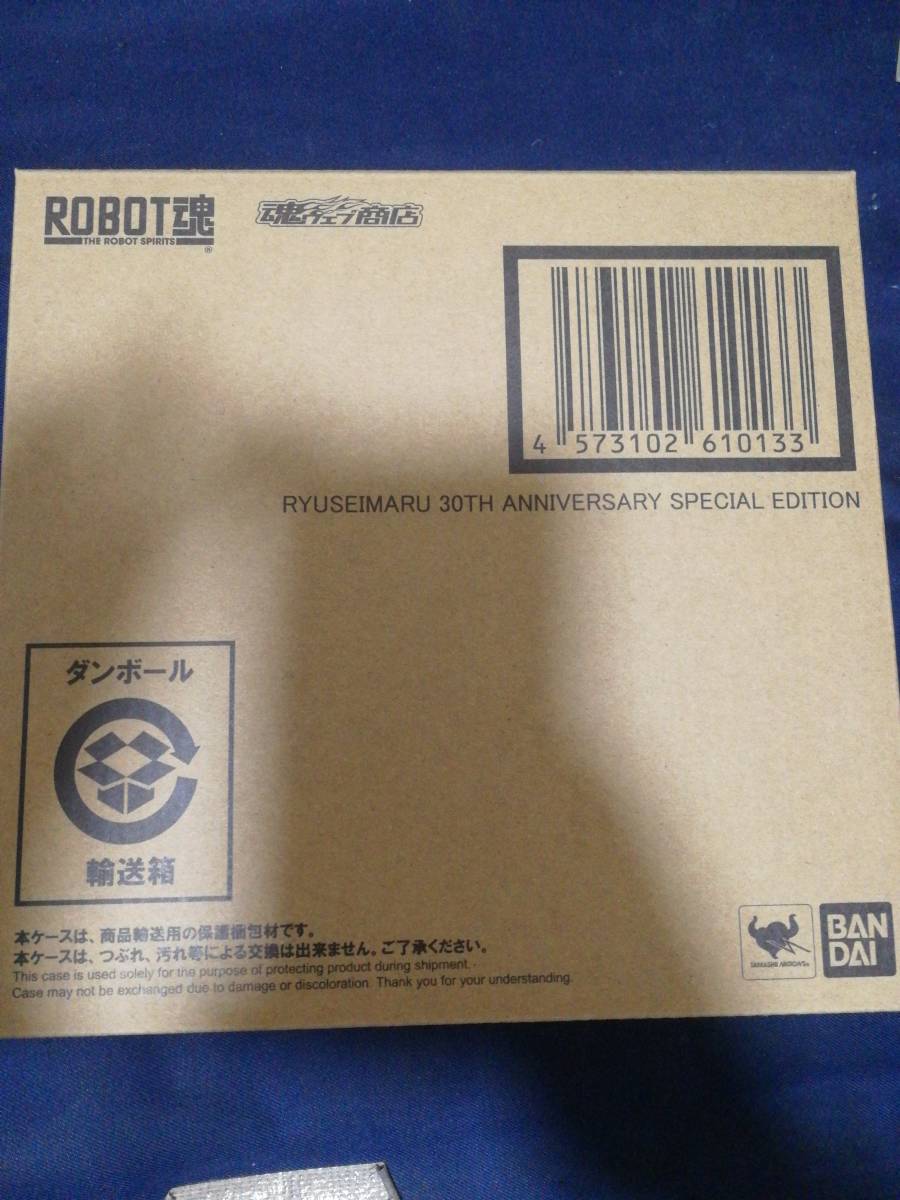 ROBOT魂
THE ROBOT SPIRITS
®
魂ウェブ商店
4 573102 610133
RYUSEIMARU 30TH ANNIVERSARY SPECIAL EDITION
ダンボール
輸送箱
本ケースは、商品輸送用の保護梱包材です。
本ケースは、つぶれ、汚れ等による交換は出来ません。ご了承ください。
This case is used solely for the purpose of protecting product during shipment.
Case may not be exchanged due to damage or discoloration. Thank you for your understanding.
TAMASHII NATIONS
BAN
DAI